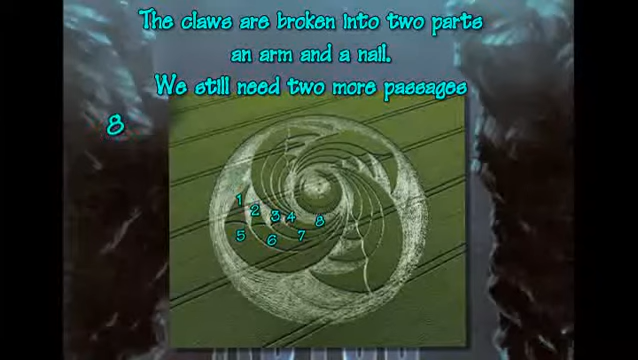 The claws are broken into two parts
an arm and a nail.
We still need two more passages
8
1
2 3 4 8
5 6 7